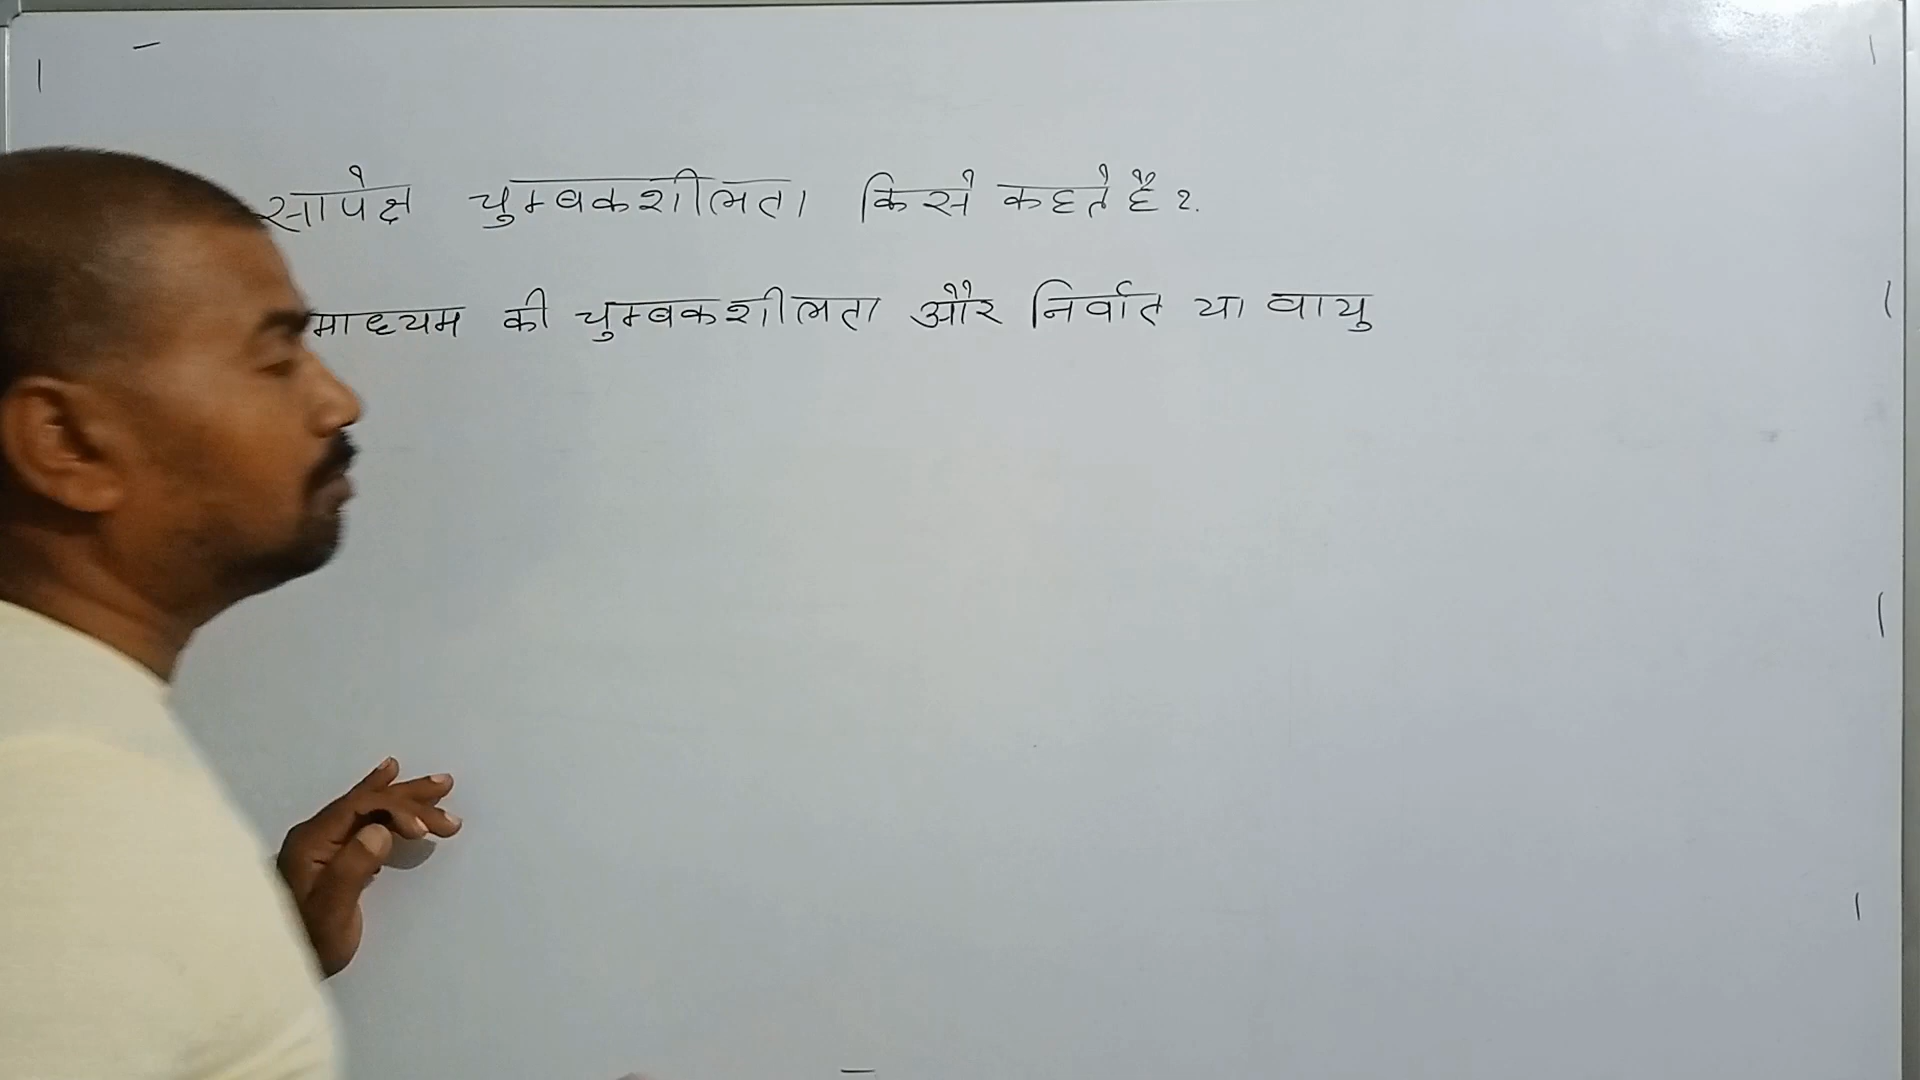 सापेक्ष चुम्बकशीलता किसे कहते है ?.
माध्यम की चुम्बकशीलता और निर्वात या वायु